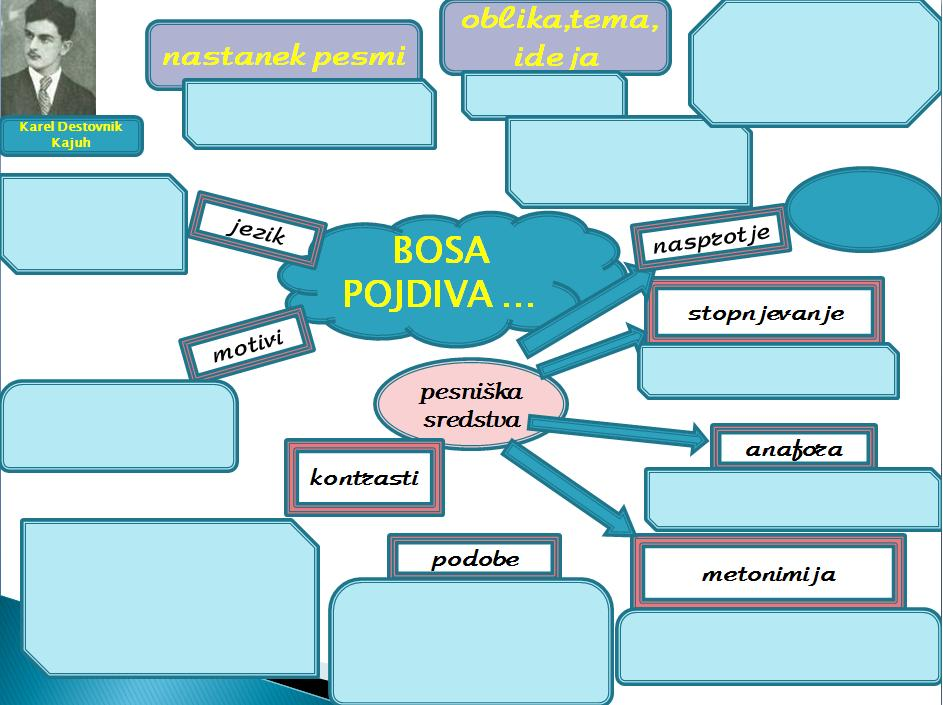 nastanek pesmi
oblika,tema,
ideja
Karel Destovnik
Kajuh
jezik
BOSA
POJDIVA ...
nasprotje
stopnjevanje
motivi
pesniška
sredstva
anafora
kontrasti
podobe
metonimija